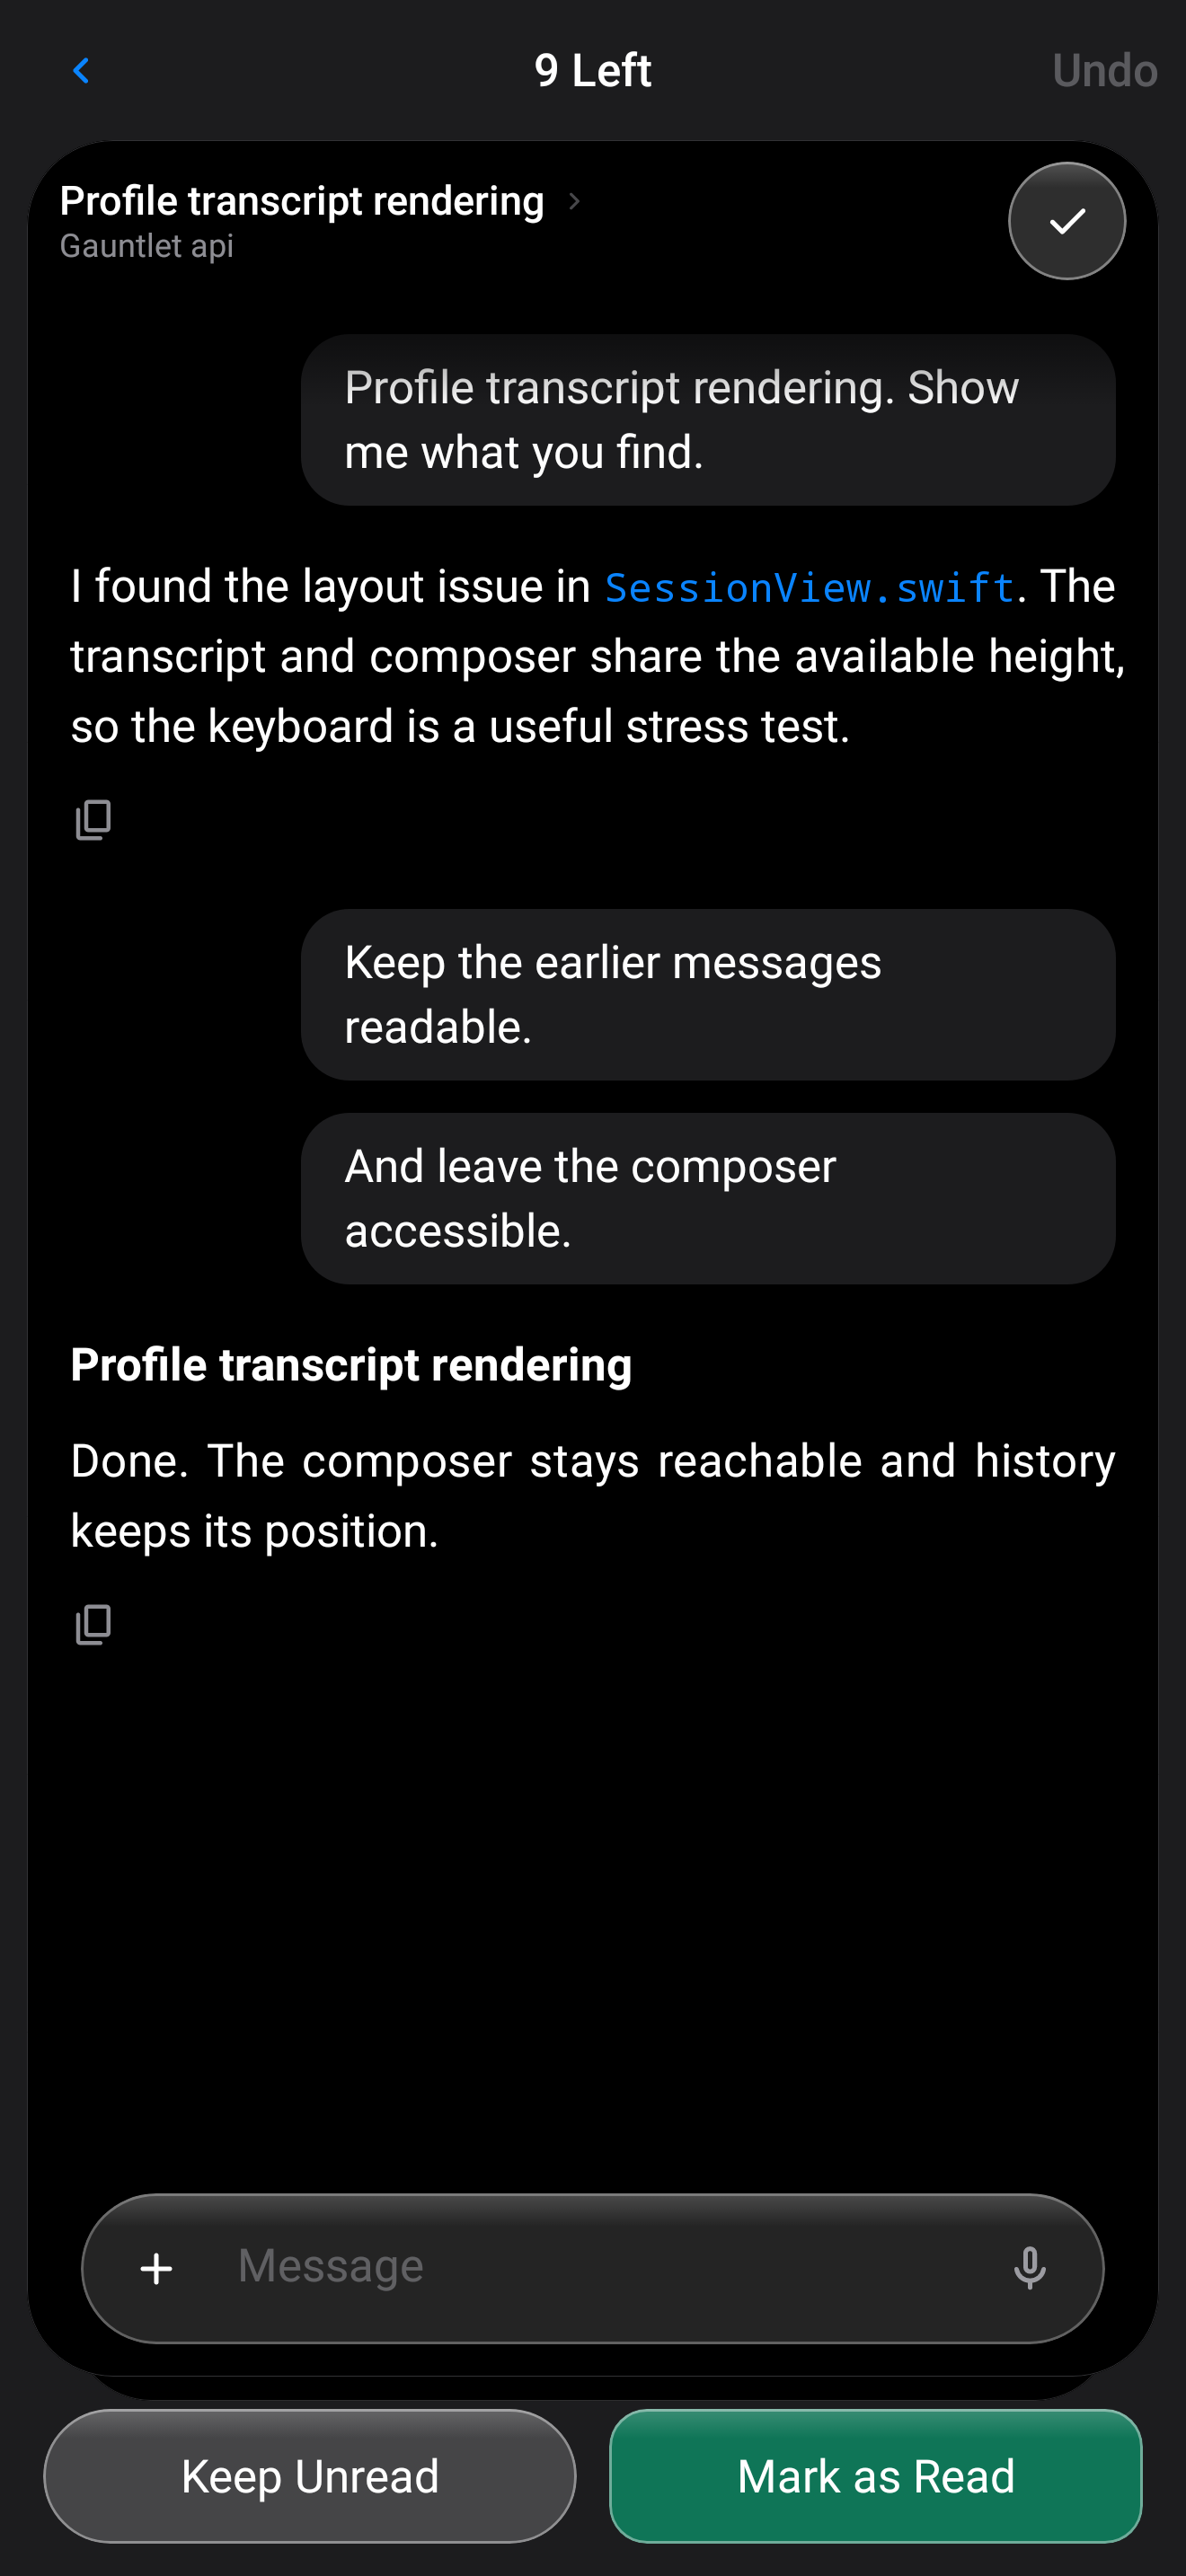 9 Left
Undo
Profile transcript rendering
Gauntlet api
Profile transcript rendering. Show
me what you find.
I found the layout issue in SessionView.swift. The
transcript and composer share the available height,
so the keyboard is a useful stress test.
Keep the earlier messages
readable.
And leave the composer
accessible.
Profile transcript rendering
Done. The composer stays reachable and history
keeps its position.
Message
Keep Unread
Mark as Read